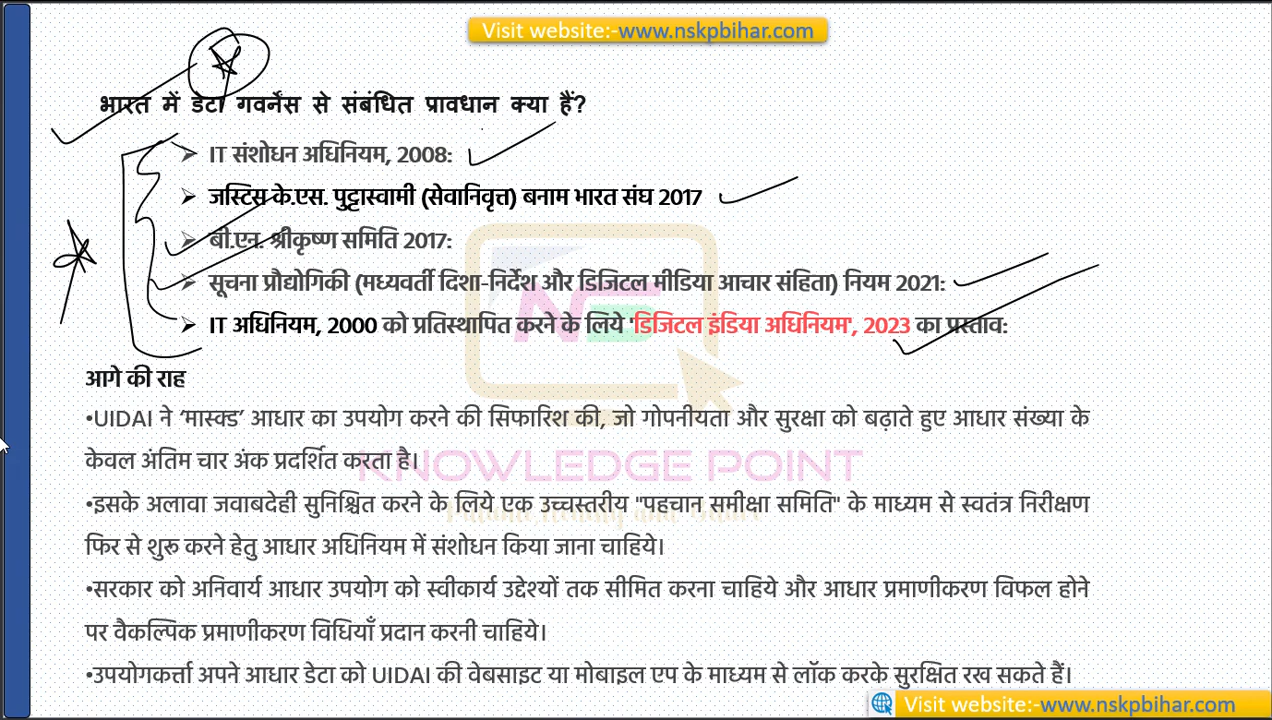 Visit website:-www.nskpbihar.com
भारत में डेटा गवर्नेंस से संबंधित प्रावधान क्या हैं?
➢ IT संशोधन अधिनियम, 2008:
➢ जस्टिस के.एस. पुट्टास्वामी (सेवानिवृत्त) बनाम भारत संघ 2017
➢ बी.एन. श्रीकृष्ण समिति 2017:
➢ सूचना प्रौद्योगिकी (मध्यवर्ती दिशा-निर्देश और डिजिटल मीडिया आचार संहिता) नियम 2021:
➢ IT अधिनियम, 2000 को प्रतिस्थापित करने के लिये 'डिजिटल इंडिया अधिनियम', 2023 का प्रस्ताव:
आगे की राह
•UIDAI ने ‘मास्क्ड’ आधार का उपयोग करने की सिफारिश की, जो गोपनीयता और सुरक्षा को बढ़ाते हुए आधार संख्या के
केवल अंतिम चार अंक प्रदर्शित करता है।
KNOWLEDGE POINT
•इसके अलावा जवाबदेही सुनिश्चित करने के लिये एक उच्चस्तरीय "पहचान समीक्षा समिति" के माध्यम से स्वतंत्र निरीक्षण
फिर से शुरू करने हेतु आधार अधिनियम में संशोधन किया जाना चाहिये।
•सरकार को अनिवार्य आधार उपयोग को स्वीकार्य उद्देश्यों तक सीमित करना चाहिये और आधार प्रमाणीकरण विफल होने
पर वैकल्पिक प्रमाणीकरण विधियाँ प्रदान करनी चाहिये।
•उपयोगकर्त्ता अपने आधार डेटा को UIDAI की वेबसाइट या मोबाइल एप के माध्यम से लॉक करके सुरक्षित रख सकते हैं।
Visit website:-www.nskpbihar.com